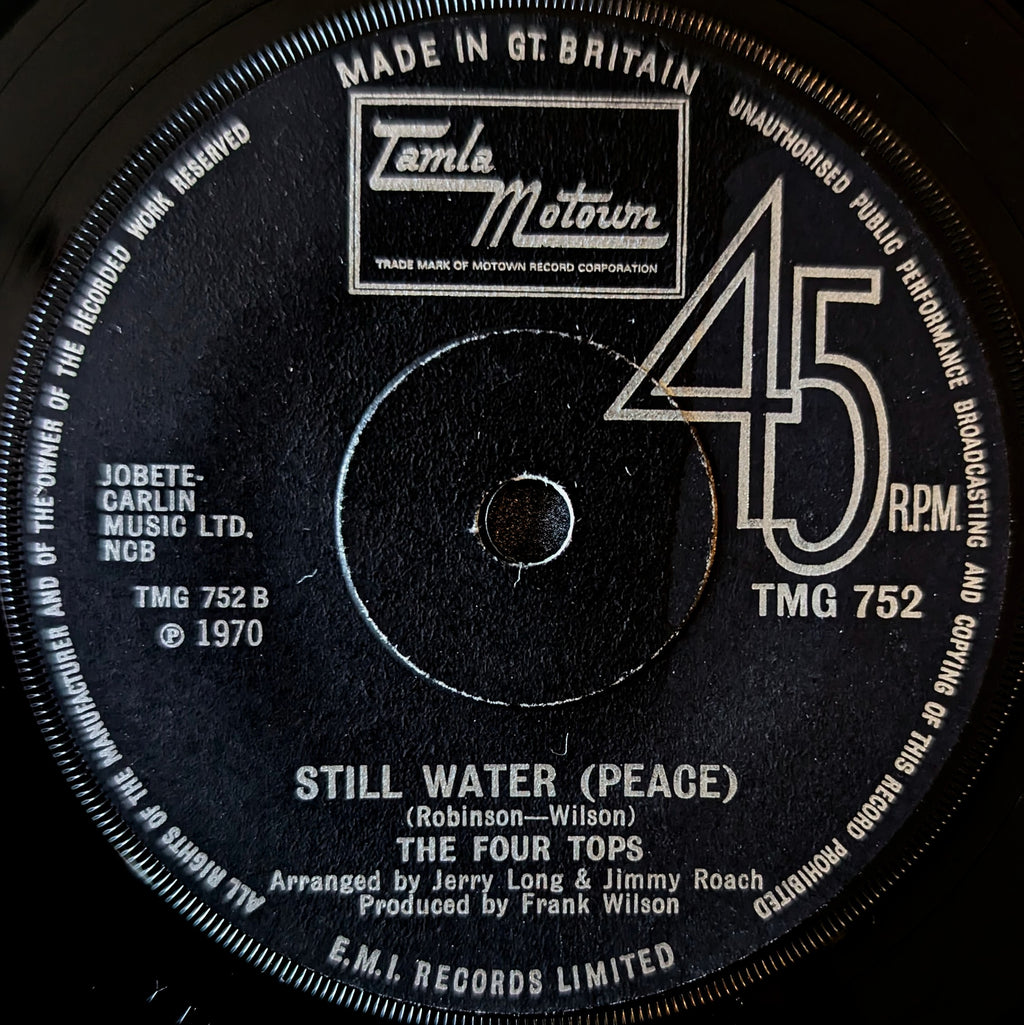 MADE IN GT. BRITAIN
Tamla
Motown
TRADE MARK OF MOTOWN RECORD CORPORATION
UNAUTHORISED PUBLIC PERFORMANCE BROADCASTING AND COPYING OF THIS RECORD PROHIBITED
ALL RIGHTS OF THE MANUFACTURER AND OF THE OWNER OF THE RECORDED WORK RESERVED
45
R.P.M.
TMG 752
JOBETE-
CARLIN
MUSIC LTD.
NCB
TMG 752 B
℗ 1970
STILL WATER (PEACE)
(Robinson—Wilson)
THE FOUR TOPS
Arranged by Jerry Long & Jimmy Roach
Produced by Frank Wilson
E.M.I. RECORDS LIMITED